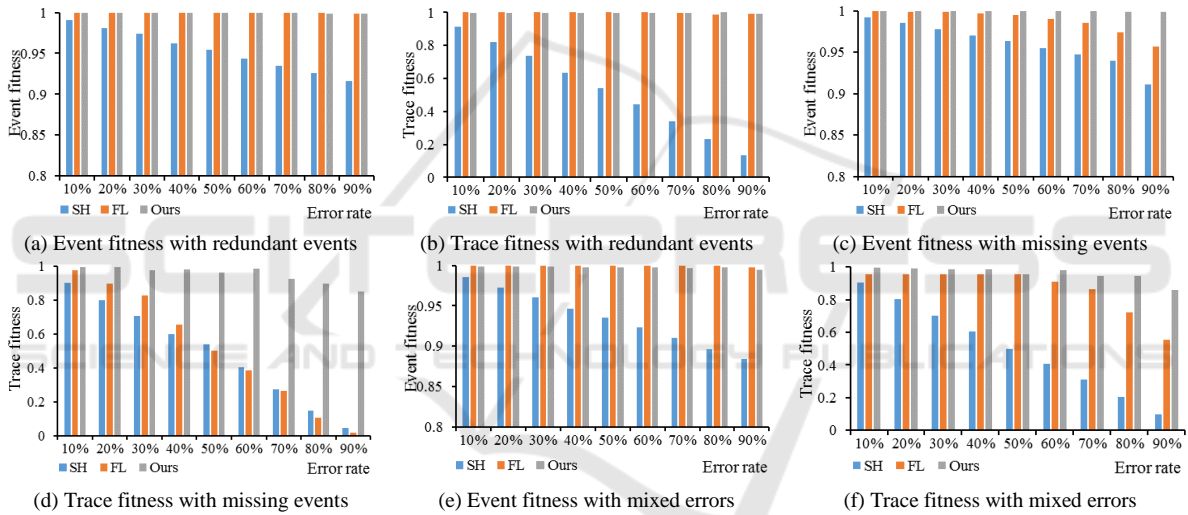 1
0.95
0.9
0.85
0.8
Event fitness
10% 20% 30% 40% 50% 60% 70% 80% 90%
SH FL Ours
Error rate
(a) Event fitness with redundant events
1
0.8
0.6
0.4
0.2
0
Trace fitness
10% 20% 30% 40% 50% 60% 70% 80% 90%
SH FL Ours
Error rate
(b) Trace fitness with redundant events
1
0.95
0.9
0.85
0.8
Event fitness
10% 20% 30% 40% 50% 60% 70% 80% 90%
SH FL Ours
Error rate
(c) Event fitness with missing events
1
0.8
0.6
0.4
0.2
0
Trace fitness
10% 20% 30% 40% 50% 60% 70% 80% 90%
SH FL Ours
Error rate
(d) Trace fitness with missing events
1
0.95
0.9
0.85
0.8
Event fitness
10% 20% 30% 40% 50% 60% 70% 80% 90%
SH FL Ours
Error rate
(e) Event fitness with mixed errors
1
0.8
0.6
0.4
0.2
0
Trace fitness
10% 20% 30% 40% 50% 60% 70% 80% 90%
SH FL Ours
Error rate
(f) Trace fitness with mixed errors
SCITEPRESS
SCIENCE AND TECHNOLOGY PUBLICATIONS